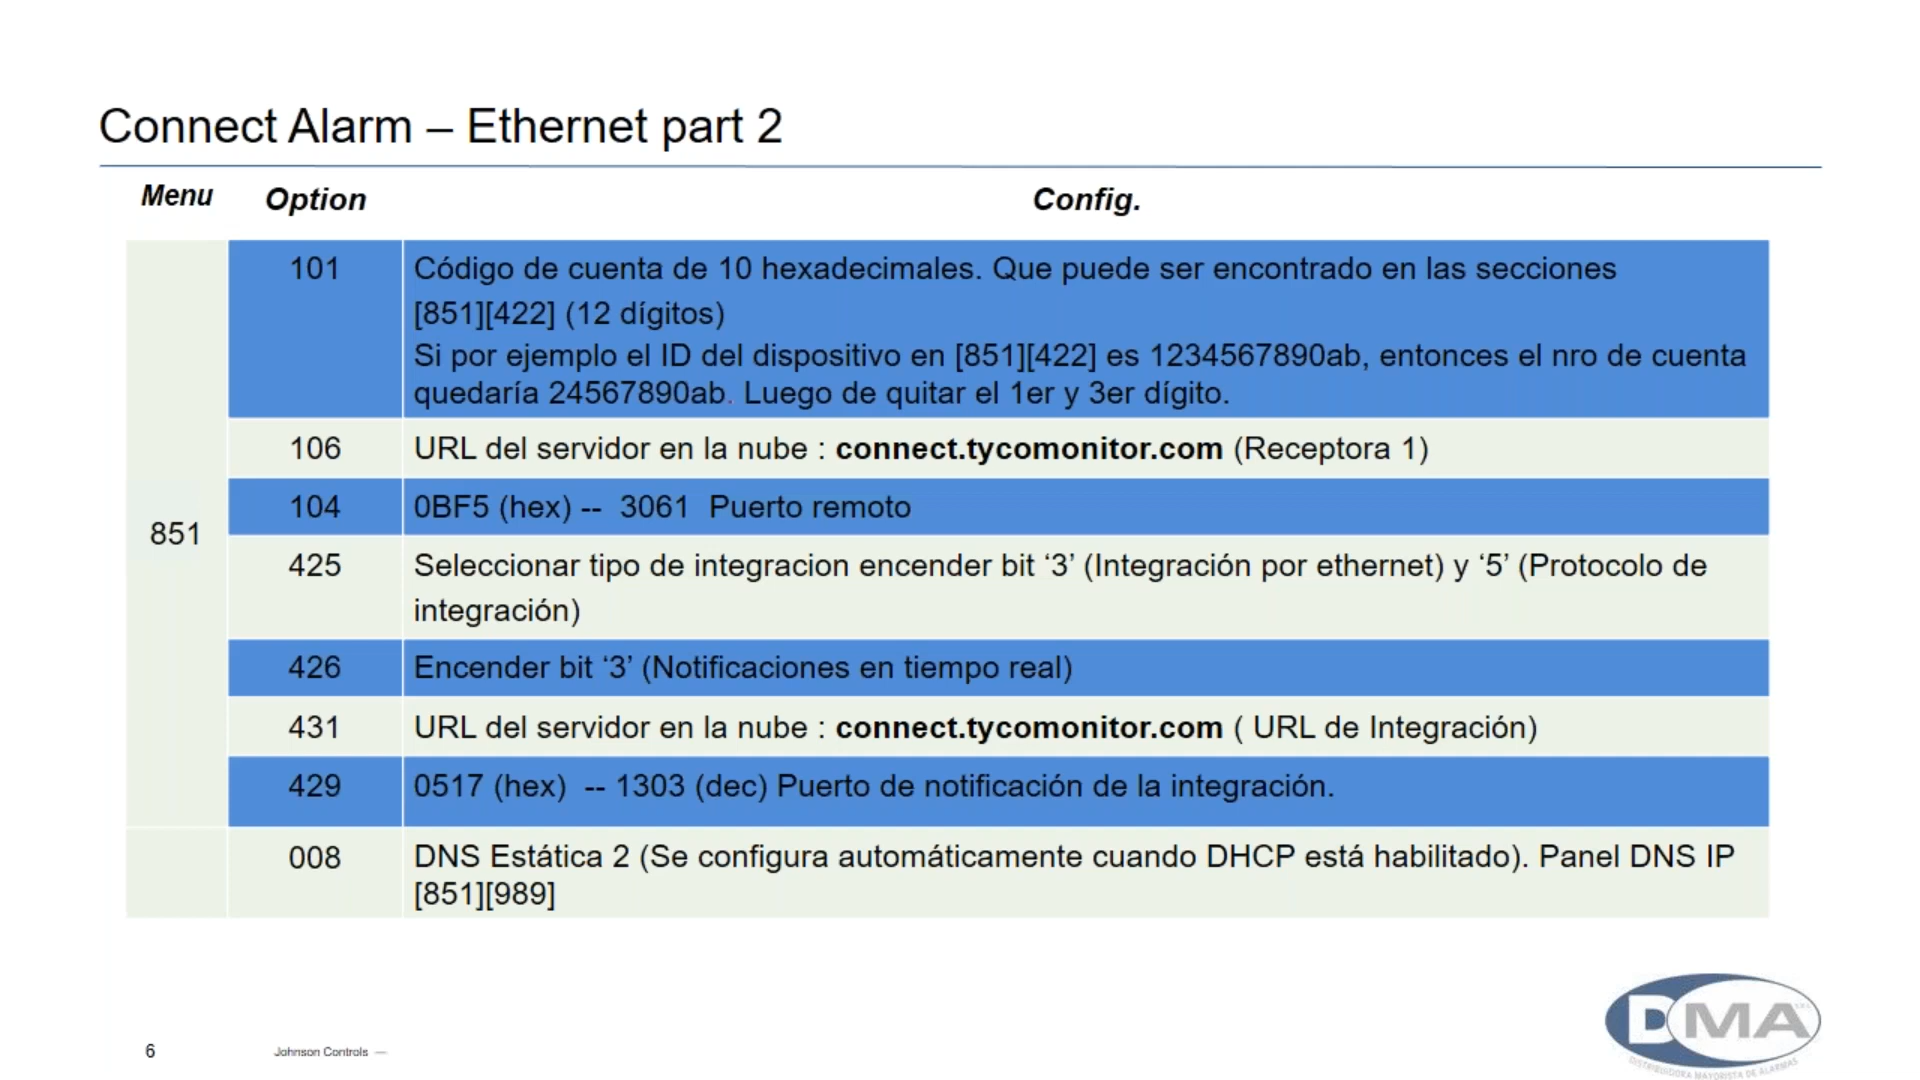 Connect Alarm – Ethernet part 2
Menu Option Config.
101 Código de cuenta de 10 hexadecimales. Que puede ser encontrado en las secciones
[851][422] (12 dígitos)
Si por ejemplo el ID del dispositivo en [851][422] es 1234567890ab, entonces el nro de cuenta
quedaría 24567890ab. Luego de quitar el 1er y 3er dígito.
106 URL del servidor en la nube : connect.tycomonitor.com (Receptora 1)
104 0BF5 (hex) -- 3061 Puerto remoto
851
425 Seleccionar tipo de integracion encender bit ‘3’ (Integración por ethernet) y ‘5’ (Protocolo de
integración)
426 Encender bit ‘3’ (Notificaciones en tiempo real)
431 URL del servidor en la nube : connect.tycomonitor.com ( URL de Integración)
429 0517 (hex) -- 1303 (dec) Puerto de notificación de la integración.
008 DNS Estática 2 (Se configura automáticamente cuando DHCP está habilitado). Panel DNS IP
[851][989]
DMA
DISTRIBUIDORA MAYORISTA DE ALARMAS
6 Johnson Controls —